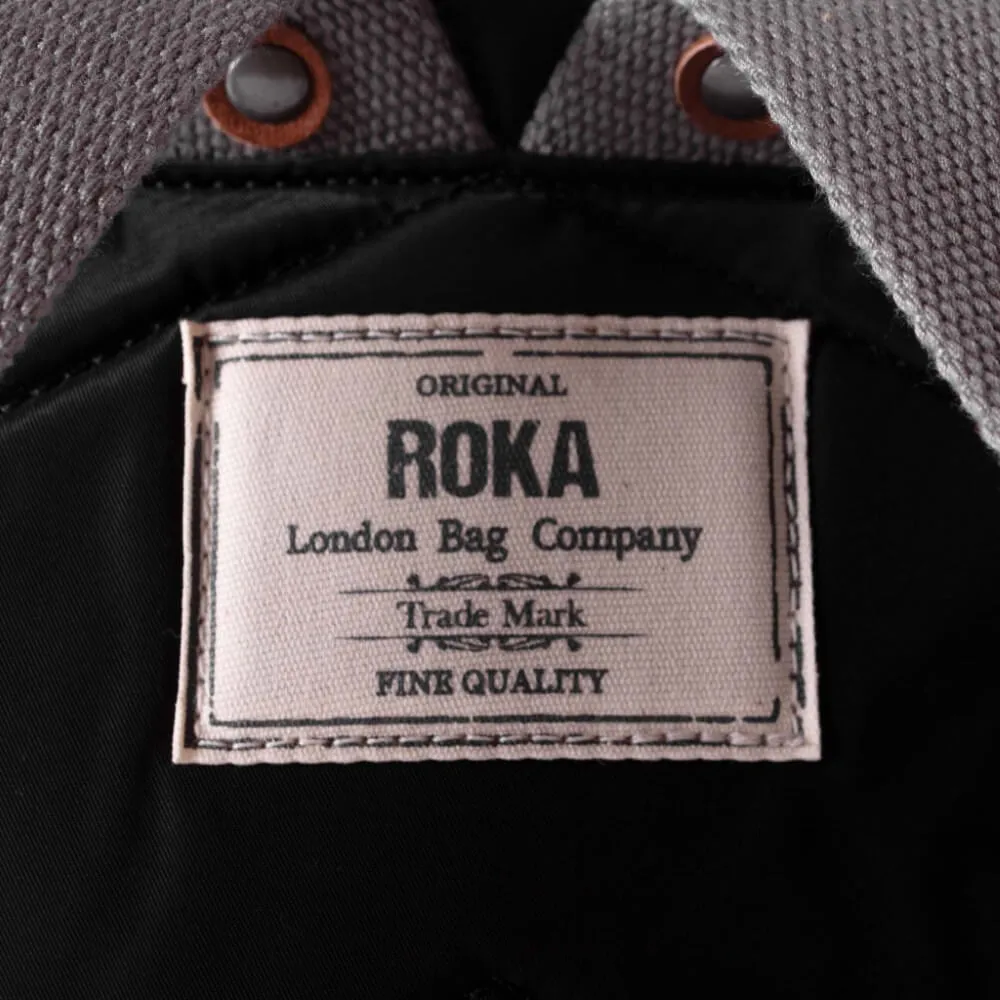 ORIGINAL
ROKA
London Bag Company
Trade Mark
FINE QUALITY